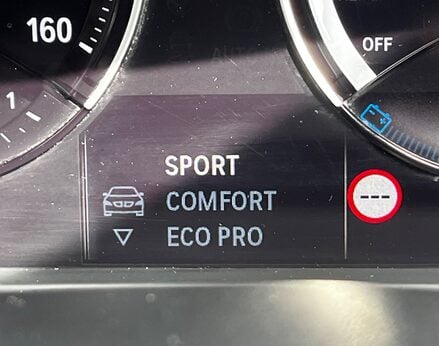 160
OFF
1
SPORT
COMFORT
---
ECO PRO